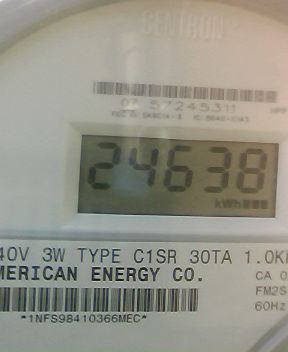 CENTRON
07 57245311
24638
kWh
40V 3W TYPE C1SR 30TA 1.0K
MERICAN ENERGY CO.
CA 0
FM2S
60Hz
*1NFS98410366MEC*